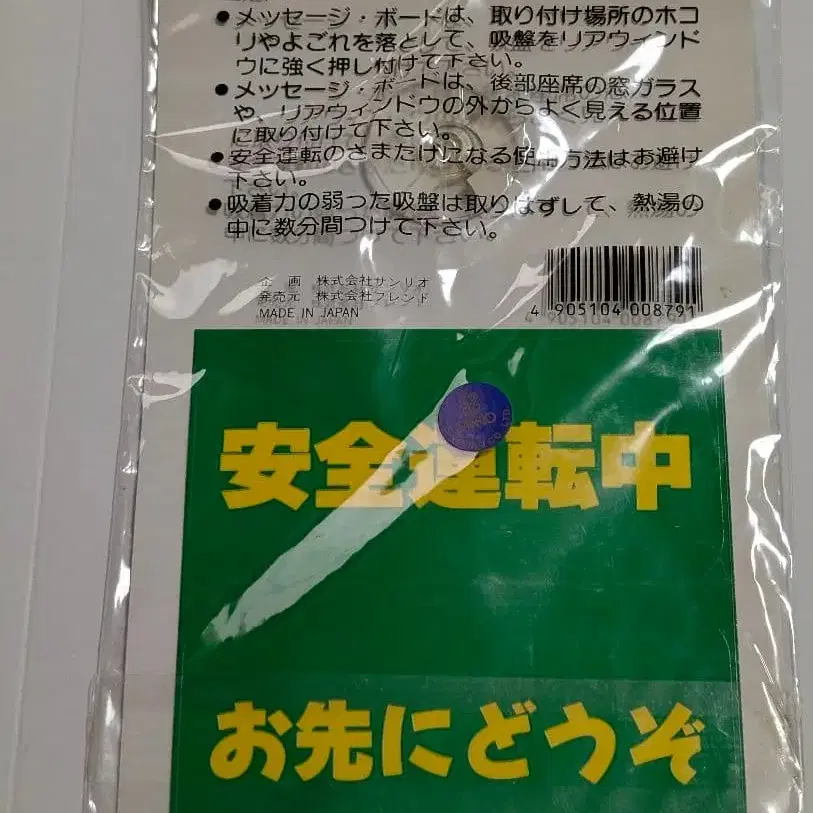 ●メッセージ・ボードは、取り付け場所のホコ
リやよごれを落として、吸盤をリアウィンド
ウに強く押し付けて下さい。
●メッセージ・ボードは、後部座席の窓ガラス
や、リアウィンドウの外からよく見える位置
に取り付けて下さい。
●安全運転のさまたげになる使用方法はお避け
下さい。
●吸着力の弱った吸盤は取りはずして、熱湯の
中に数分間つけて下さい。
企 画 株式会社サンリオ
発売元 株式会社フレンド
MADE IN JAPAN
4 905104 008791
安全運転中
お先にどうぞ